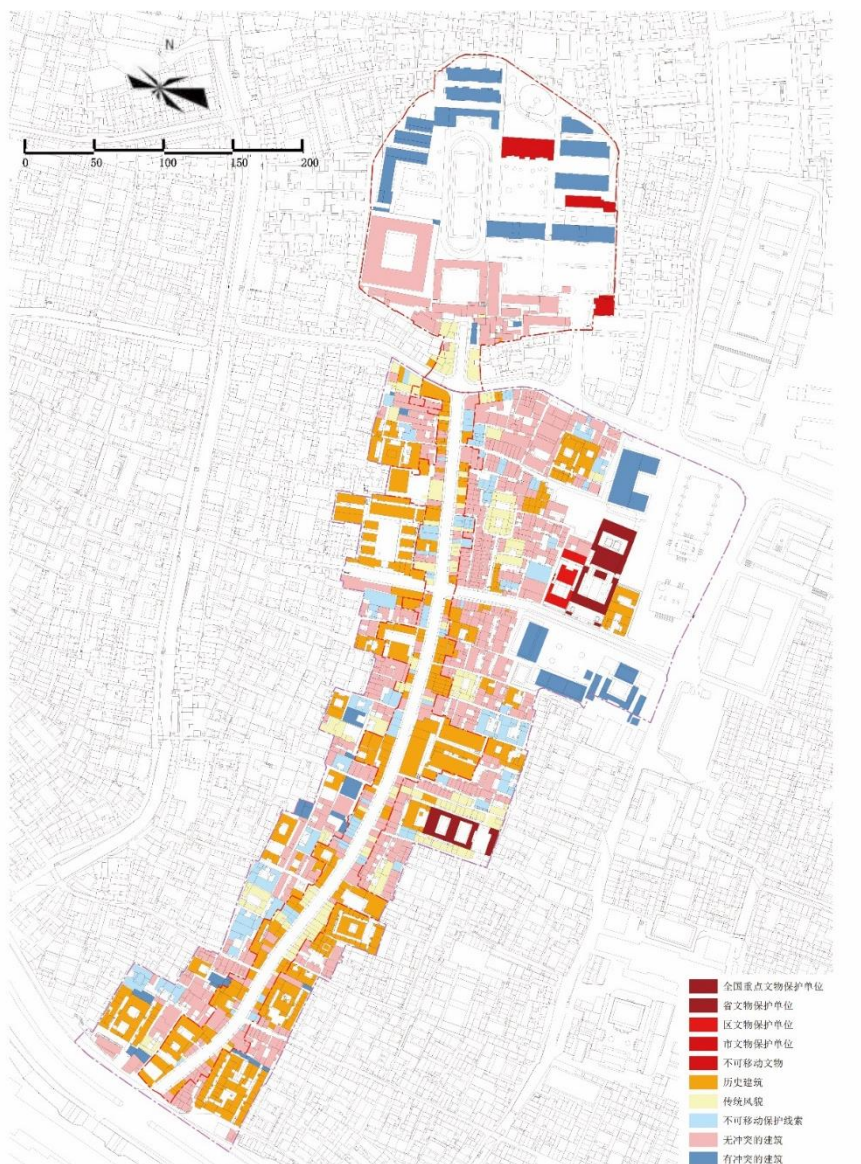 N
0 50 100 150 200
全国重点文物保护单位
省文物保护单位
区文物保护单位
市文物保护单位
不可移动文物
历史建筑
传统风貌
不可移动保护线索
无冲突的建筑
有冲突的建筑